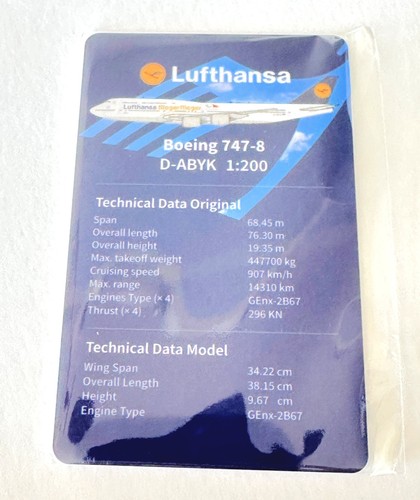 Lufthansa
Lufthansa Siegerflieger
Boeing 747-8
D-ABYK 1:200
Technical Data Original
Span 68.45 m
Overall length 76.30 m
Overall height 19.35 m
Max. takeoff weight 447700 kg
Cruising speed 907 km/h
Max. range 14310 km
Engines Type (× 4) GEnx-2B67
Thrust (× 4) 296 KN
Technical Data Model
Wing Span 34.22 cm
Overall Length 38.15 cm
Height 9.67 cm
Engine Type GEnx-2B67